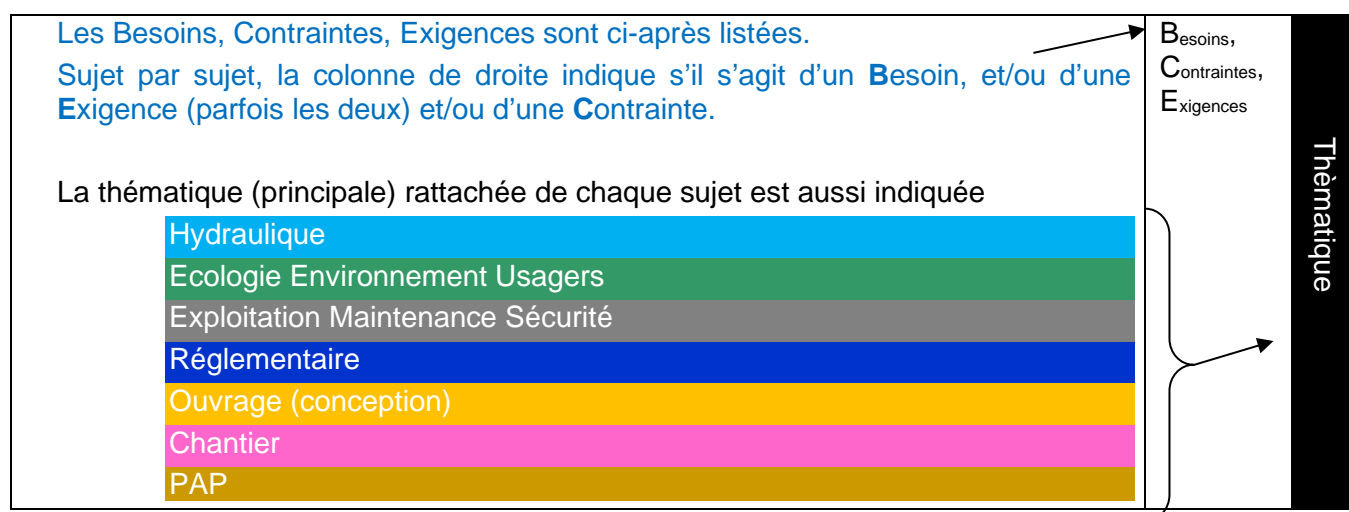 Les Besoins, Contraintes, Exigences sont ci-après listées.
Sujet par sujet, la colonne de droite indique s’il s’agit d’un Besoin, et/ou d’une
Exigence (parfois les deux) et/ou d’une Contrainte.
La thématique (principale) rattachée de chaque sujet est aussi indiquée
Hydraulique
Ecologie Environnement Usagers
Exploitation Maintenance Sécurité
Réglementaire
Ouvrage (conception)
Chantier
PAP
Besoins,
Contraintes,
Exigences
Thèmatique